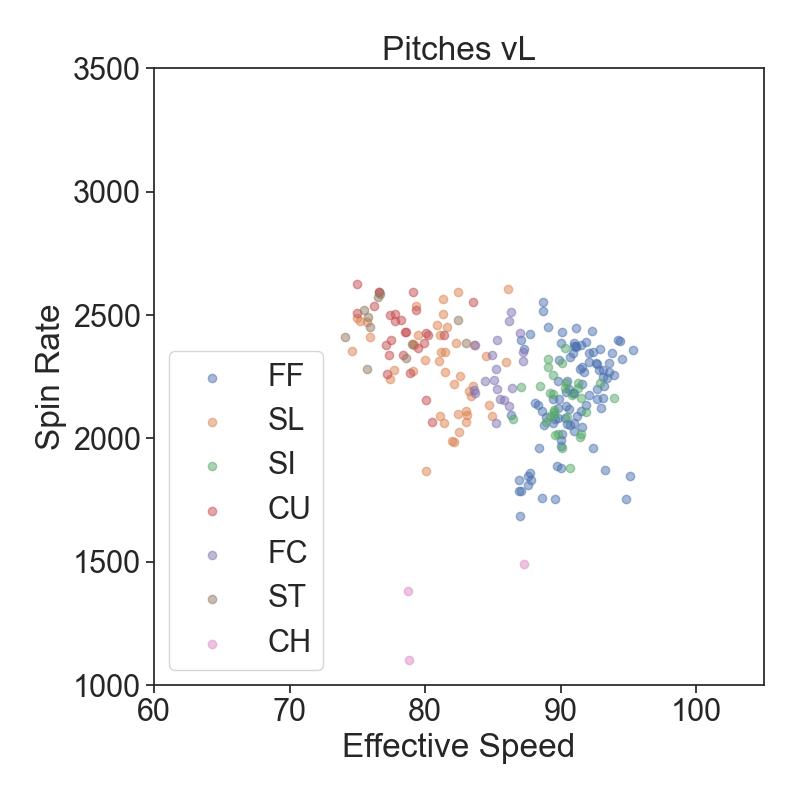 Pitches vL
3500
3000
2500
2000
1500
1000
Spin Rate
FF
SL
SI
CU
FC
ST
CH
60 70 80 90 100
Effective Speed